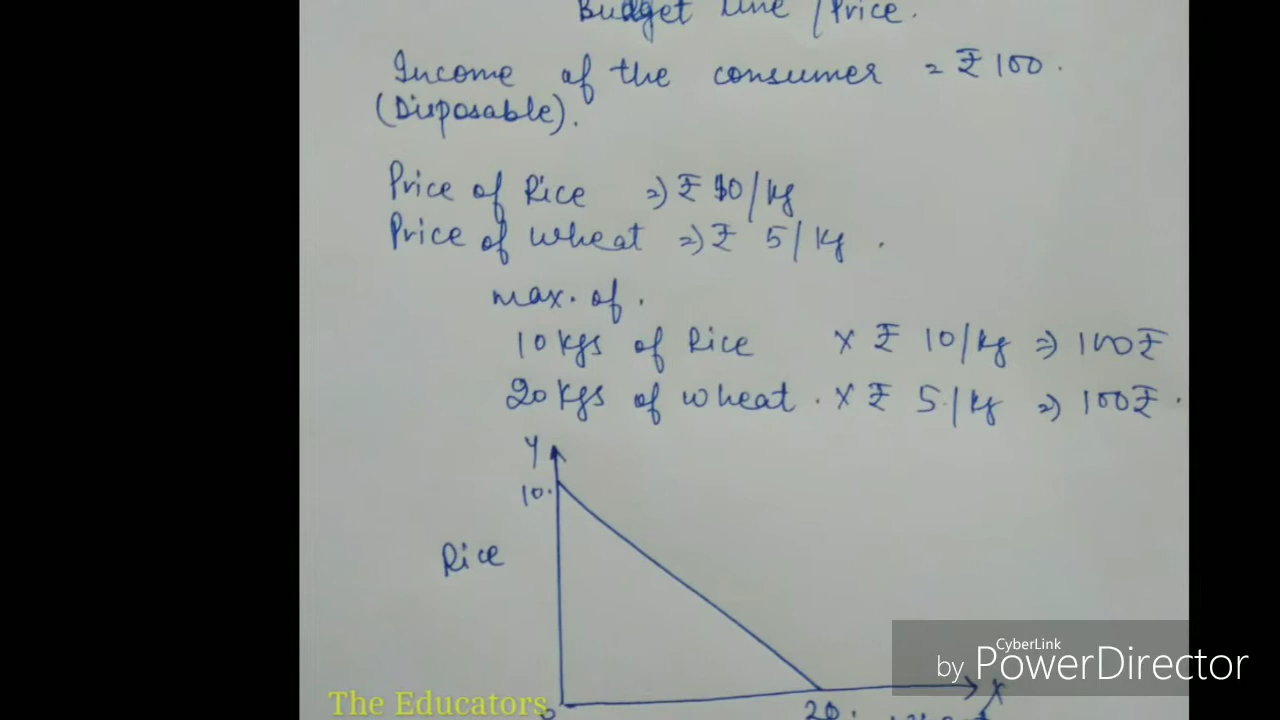 Budget Line / Price.
Income of the consumer = ₹ 100.
(Disposable).
Price of Rice ⇒ ₹ 10/kg
Price of wheat ⇒ ₹ 5/kg.
max. of.
10 kgs of Rice X ₹ 10/kg ⇒ 100₹
20 kgs of wheat. X ₹ 5/kg ⇒ 100₹.
Y
10.
Rice
X
20.
CyberLink
by PowerDirector
The Educators